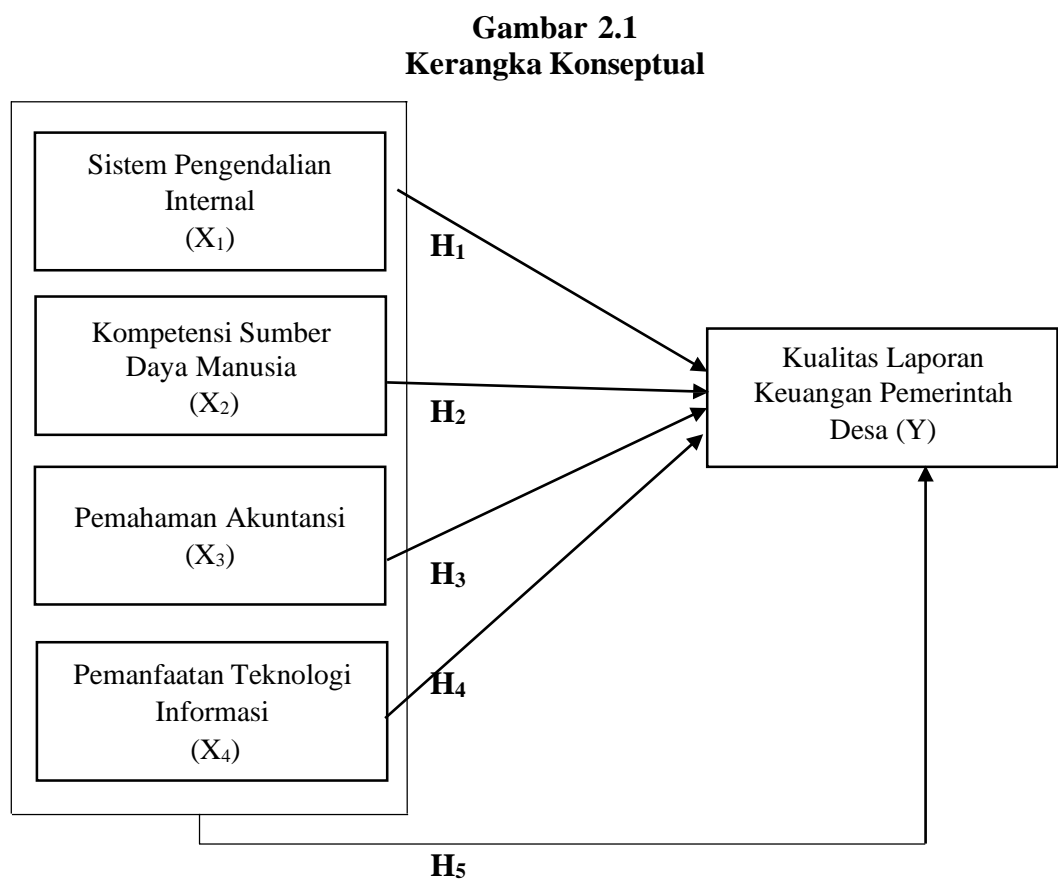 Gambar 2.1
Kerangka Konseptual
Sistem Pengendalian
Internal
(X₁)
H₁
Kompetensi Sumber
Daya Manusia
(X₂)
H₂
Kualitas Laporan
Keuangan Pemerintah
Desa (Y)
Pemahaman Akuntansi
(X₃)
H₃
Pemanfaatan Teknologi
Informasi
(X₄)
H₄
H₅